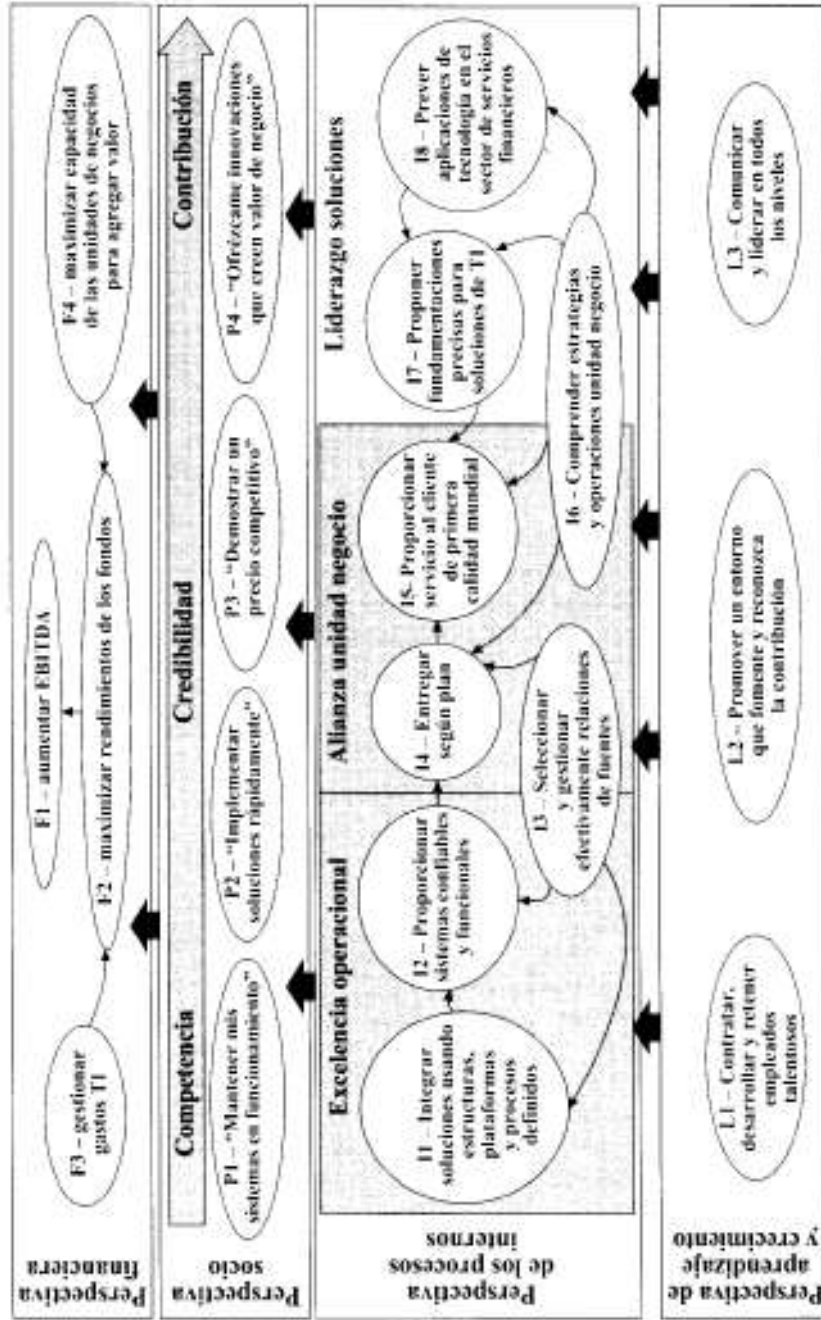 Perspectiva
financiera
F3 – gestionar
gastos TI
F1 – aumentar EBITDA
F2 – maximizar rendimientos de los fondos
F4 – maximizar capacidad
de las unidades de negocios
para agregar valor
Perspectiva
socio
Competencia
Credibilidad
Contribución
P1 – “Mantener mis
sistemas en funcionamiento”
P2 – “Implementar
soluciones rápidamente“
P3 – “Demostrar un
precio competitivo“
P4 – “Ofrézcame innovaciones
que creen valor de negocio”
Perspectiva
de los procesos
internos
Excelencia operacional
Alianza unidad negocio
Liderazgo soluciones
I1 – Integrar
soluciones usando
estructuras,
plataformas
y procesos
definidos
I2 – Proporcionar
sistemas confiables
y funcionales
I4 – Entregar
según plan
I5- Proporcionar
servicio al cliente
de primera
calidad mundial
I7 – Proponer
fundamentaciones
precisas para
soluciones de TI
I8 – Prever
aplicaciones de
tecnología en el
sector de servicios
financieros
I3 – Seleccionar
y gestionar
efectivamente relaciones
de fuentes
I6 – Comprender estrategias
y operaciones unidad negocio
Perspectiva de
aprendizaje
y crecimiento
L1 – Contratar,
desarrollar y retener
empleados
talentosos
L2 – Promover un entorno
que fomente y reconozca
la contribución
L3 – Comunicar
y liderar en todos
los niveles